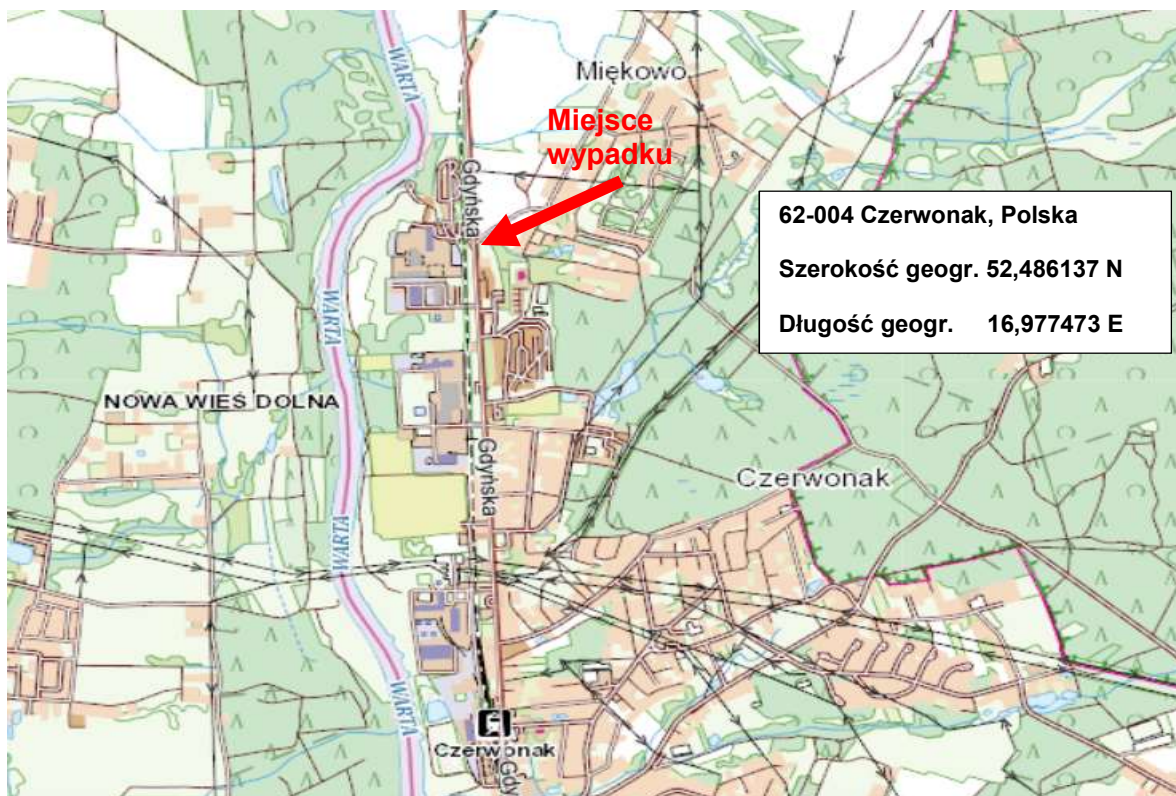 WARTA
Miękowo
Miejsce
wypadku
Gdyńska
62-004 Czerwonak, Polska
Szerokość geogr. 52,486137 N
Długość geogr. 16,977473 E
WARTA
NOWA WIEŚ DOLNA
Gdyńska
Czerwonak
WARTA
WARTA
Czerwonak
Gdy